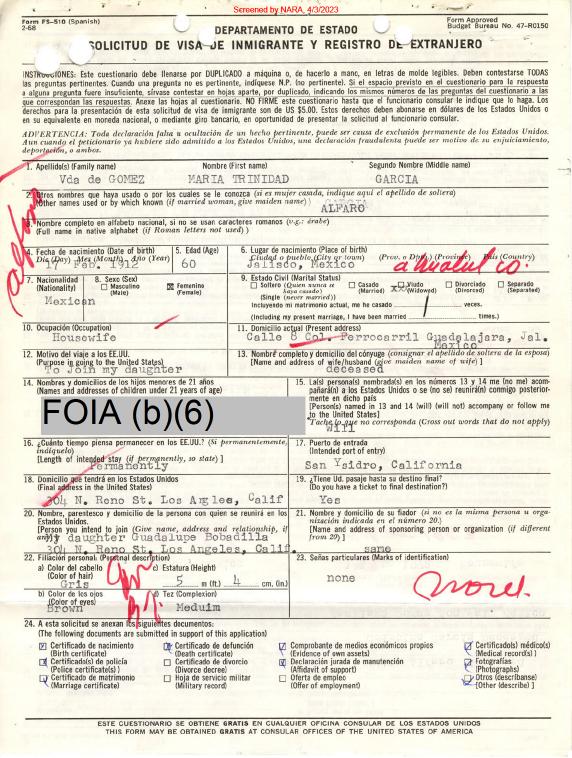 Screened by NARA, 4/3/2023
Form FS-510 (Spanish)
2-68
Form Approved
Budget Bureau No. 47-R0150
DEPARTAMENTO DE ESTADO
SOLICITUD DE VISA DE INMIGRANTE Y REGISTRO DE EXTRANJERO
INSTRUCCIONES: Este cuestionario debe llenarse por DUPLICADO a máquina o, de hacerlo a mano, en letras de molde legibles. Deben contestarse TODAS
las preguntas pertinentes. Cuando una pregunta no es pertinente, indíquese N.P. (no pertinente). Si el espacio previsto en el cuestionario para la respuesta
a alguna pregunta fuere insuficiente, sírvase contestar en hojas aparte, por duplicado, indicando los mismos números de las preguntas del cuestionario a las
que correspondan las respuestas. Anexe las hojas al cuestionario. NO FIRME este cuestionario hasta que el funcionario consular le indique que lo haga. Los
derechos para la presentación de esta solicitud de visa de inmigrante son de US $5.00. Estos derechos deben abonarse en dólares de los Estados Unidos o
en su equivalente en moneda nacional, o mediante giro bancario, en oportunidad de presentar la solicitud al funcionario consular.
ADVERTENCIA: Toda declaración falsa u ocultación de un hecho pertinente, puede ser causa de exclusión permanente de los Estados Unidos.
Aun cuando el peticionario ya hubiere sido admitido a los Estados Unidos, una declaración fraudulenta puede ser motivo de su enjuiciamiento,
deportación, o ambos.
1. Apellido(s) (Family name) Nombre (First name) Segundo Nombre (Middle name)
Vda de GOMEZ MARIA TRINIDAD GARCIA
2. Otros nombres que haya usado o por los cuales se le conozca (si es mujer casada, indique aquí el apellido de soltera)
(Other names used or by which known) (if married woman, give maiden name)
ALFARO
3. Nombre completo en alfabeto nacional, si no se usan caracteres romanos (v.g.: árabe)
(Full name in native alphabet (if Roman letters not used)
4. Fecha de nacimiento (Date of birth)
Día (Day) Mes (Month) Año (Year)
17 Feb. 1912
5. Edad (Age)
60
6. Lugar de nacimiento (Place of birth)
Ciudad o pueblo (City or town) (Prov. o Dpto.) (Province) País (Country)
Jalisco, Mexico
7. Nacionalidad
(Nationality)
Mexican
8. Sexo (Sex)
Masculino
(Male)
Femenino
(Female)
9. Estado Civil (Marital Status)
Soltero (Quien nunca se haya casado)
(Single (never married))
Casado
(Married)
Viudo
(Widowed)
Divorciado
(Divorced)
Separado
(Separated)
Incluyendo mi matrimonio actual, me he casado veces.
(Including my present marriage, I have been married) times.)
10. Ocupación (Occupation)
Housewife
11. Domicilio actual (Present address)
Calle 8 Col. Ferrocarril Guadalajara, Jal.
Mexico
12. Motivo del viaje a los EE.UU.
(Purpose in going to the United States)
To Join my daughter
13. Nombre completo y domicilio del cónyuge (consignar el apellido de soltera de la esposa)
(Name and address of wife/husband (give maiden name of wife)
deceased
14. Nombres y domicilios de los hijos menores de 21 años
(Names and addresses of children under 21 years of age)
FOIA (b)(6)
15. La(s) persona(s) nombrada(s) en los números 13 y 14 me (no me) acom-
pañará(n) a los Estados Unidos o se (no se) reunirá(n) conmigo posterior-
mente en dicho país
[Person(s) named in 13 and 14 (will) (will not) accompany or follow me
to the United States)
Tache lo que no corresponda (Cross out words that do not apply)
will
16. ¿Cuánto tiempo piensa permanecer en los EE.UU.? (Si permanentemente,
indíquelo)
[Length of intended stay (if permanently, so state)]
Permanently
17. Puerto de entrada
(Intended port of entry)
San Ysidro, California
18. Domicilio que tendrá en los Estados Unidos
(Final address in the United States)
304 N. Reno St. Los Angles, Calif
19. ¿Tiene Ud. pasaje hasta su destino final?
(Do you have a ticket to final destination?)
Yes
20. Nombre, parentesco y domicilio de la persona con quien se reunirá en los
Estados Unidos.
[Person you intend to join (Give name, address and relationship, if
any)]
My daughter Guadalupe Bobadilla
304 N. Reno St. Los Angeles, Calif.
21. Nombre y domicilio de su fiador (si no es la misma persona u orga-
nización indicada en el número 20.)
[Name and address of sponsoring person or organization (if different
from 20)]
same
22. Filiación personal (Personal description)
a) Color del cabello
(Color of hair)
Gris
c) Estatura (Height)
5 m (ft.) 4 cm. (in.)
b) Color de los ojos
(Color of eyes)
Brown
d) Tez (Complexion)
Meduim
23. Señas particulares (Marks of identification)
none
24. A esta solicitud se anexan los siguientes documentos:
(The following documents are submitted in support of this application)
Certificado de nacimiento
(Birth certificate)
Certificado(s) de policía
(Police certificate(s))
Certificado de matrimonio
(Marriage certificate)
Certificado de defunción
(Death certificate)
Certificado de divorcio
(Divorce decree)
Hoja de servicio militar
(Military record)
Comprobante de medios económicos propios
(Evidence of own assets)
Declaración jurada de manutención
(Affidavit of support)
Oferta de empleo
(Offer of employment)
Certificado(s) médico(s)
(Medical record(s))
Fotografías
(Photographs)
Otros (descríbanse)
[Other (describe)]
ESTE CUESTIONARIO SE OBTIENE GRATIS EN CUALQUIER OFICINA CONSULAR DE LOS ESTADOS UNIDOS
THIS FORM MAY BE OBTAINED GRATIS AT CONSULAR OFFICES OF THE UNITED STATES OF AMERICA